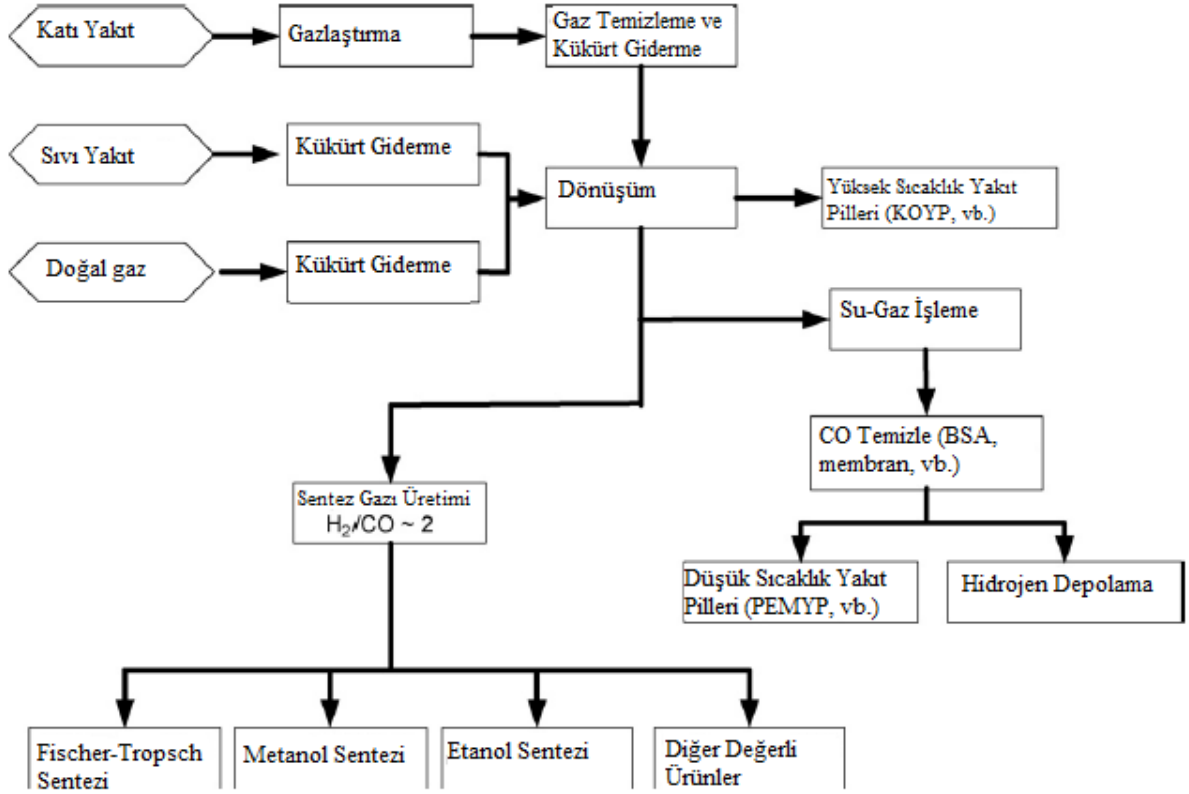 Katı Yakıt
Gazlaştırma
Gaz Temizleme ve
Kükürt Giderme
Sıvı Yakıt
Kükürt Giderme
Dönüşüm
Yüksek Sıcaklık Yakıt
Pilleri (KOYP, vb.)
Doğal gaz
Kükürt Giderme
Su-Gaz İşleme
CO Temizle (BSA,
membran, vb.)
Sentez Gazı Üretimi
H₂/CO ~ 2
Düşük Sıcaklık Yakıt
Pilleri (PEMYP, vb.)
Hidrojen Depolama
Fischer-Tropsch
Sentezi
Metanol Sentezi
Etanol Sentezi
Diğer Değerli
Ürünler